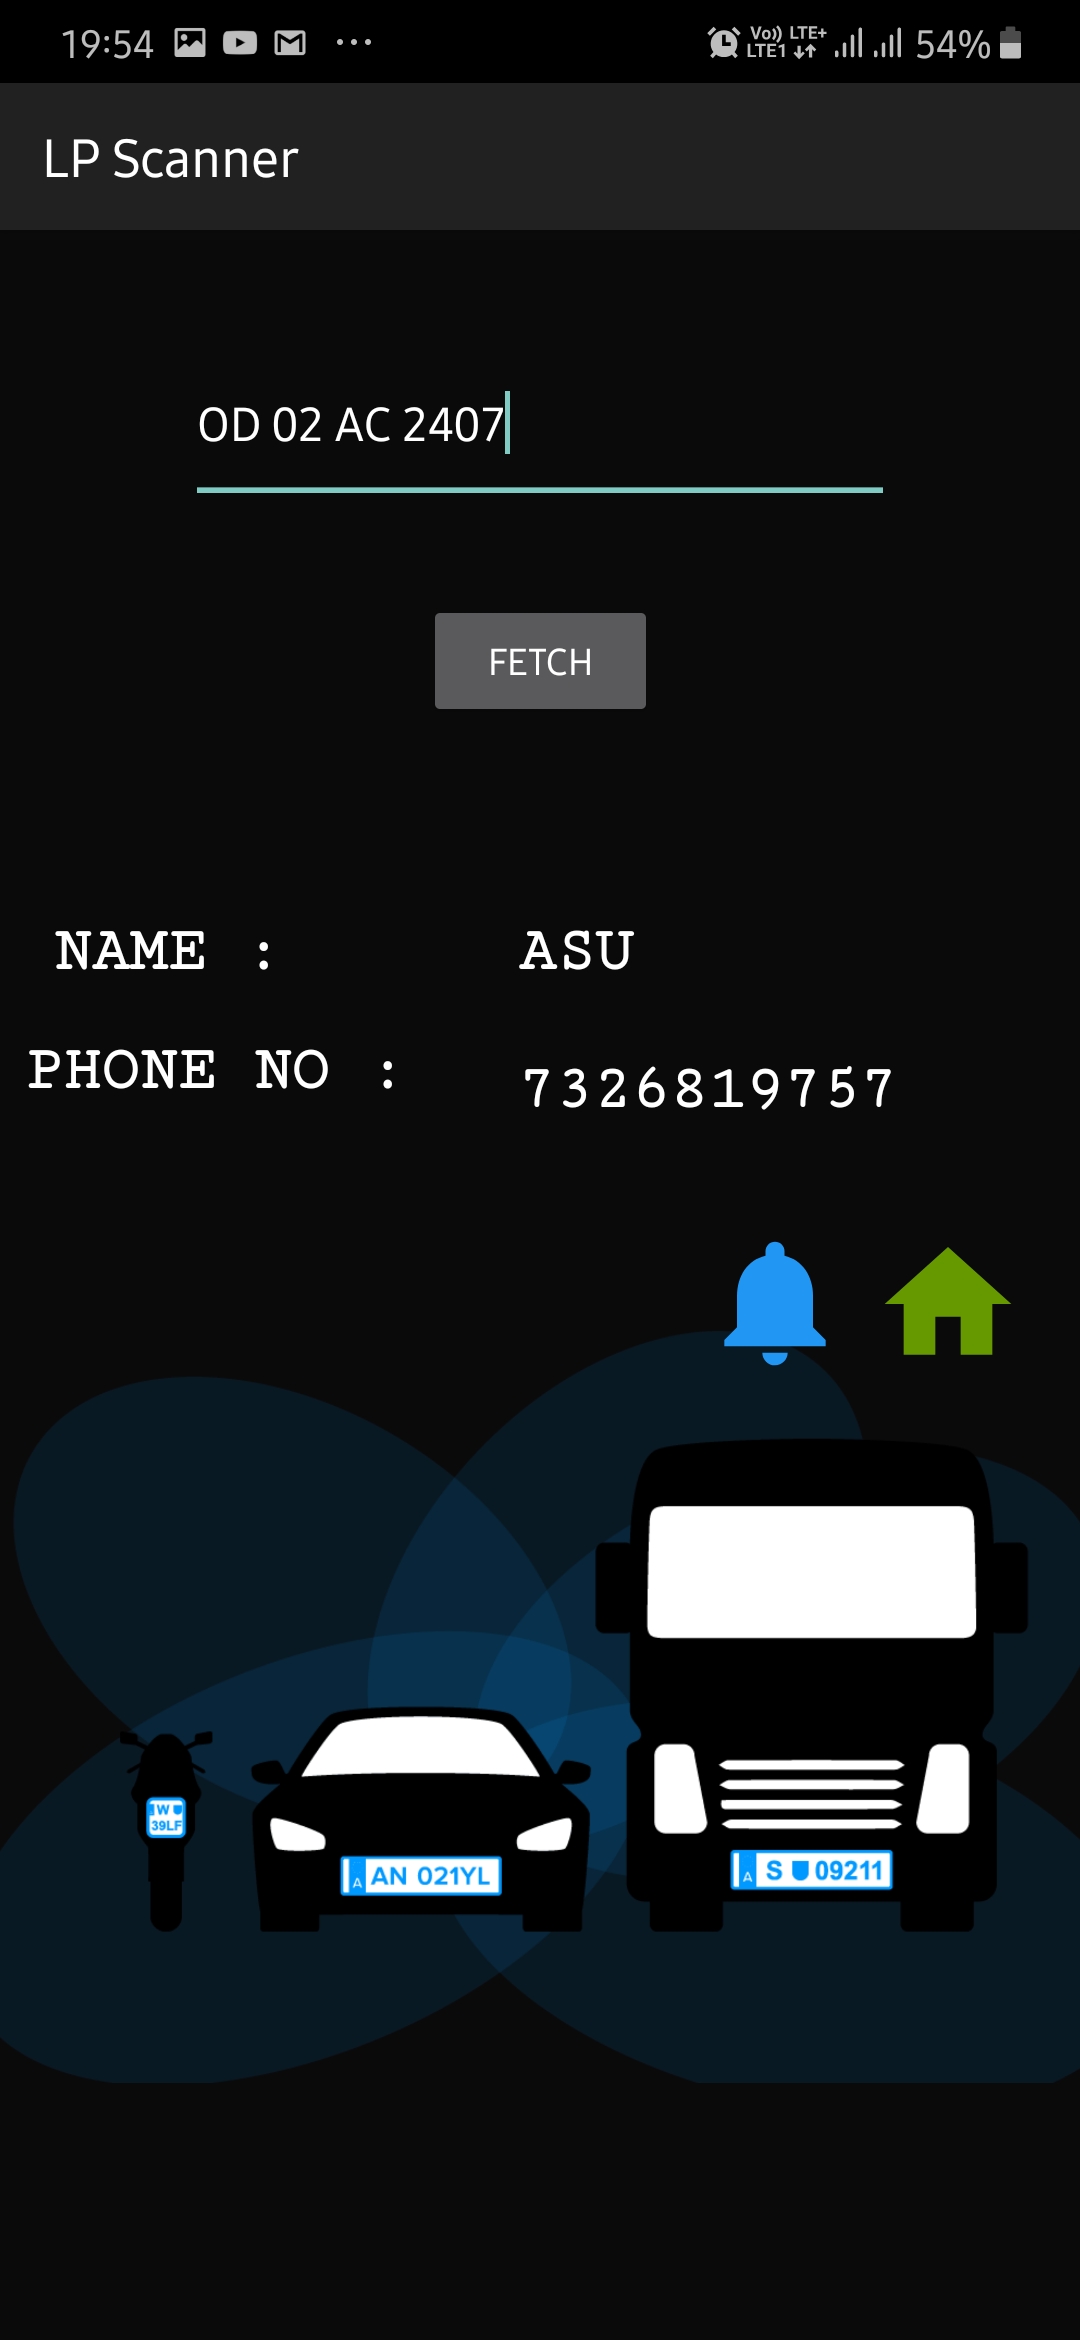 19:54 ... Vo)) LTE+ LTE1 54%
LP Scanner
OD 02 AC 2407
FETCH
NAME : ASU
PHONE NO : 7326819757
W
39LF
A AN 021YL
A S 09211